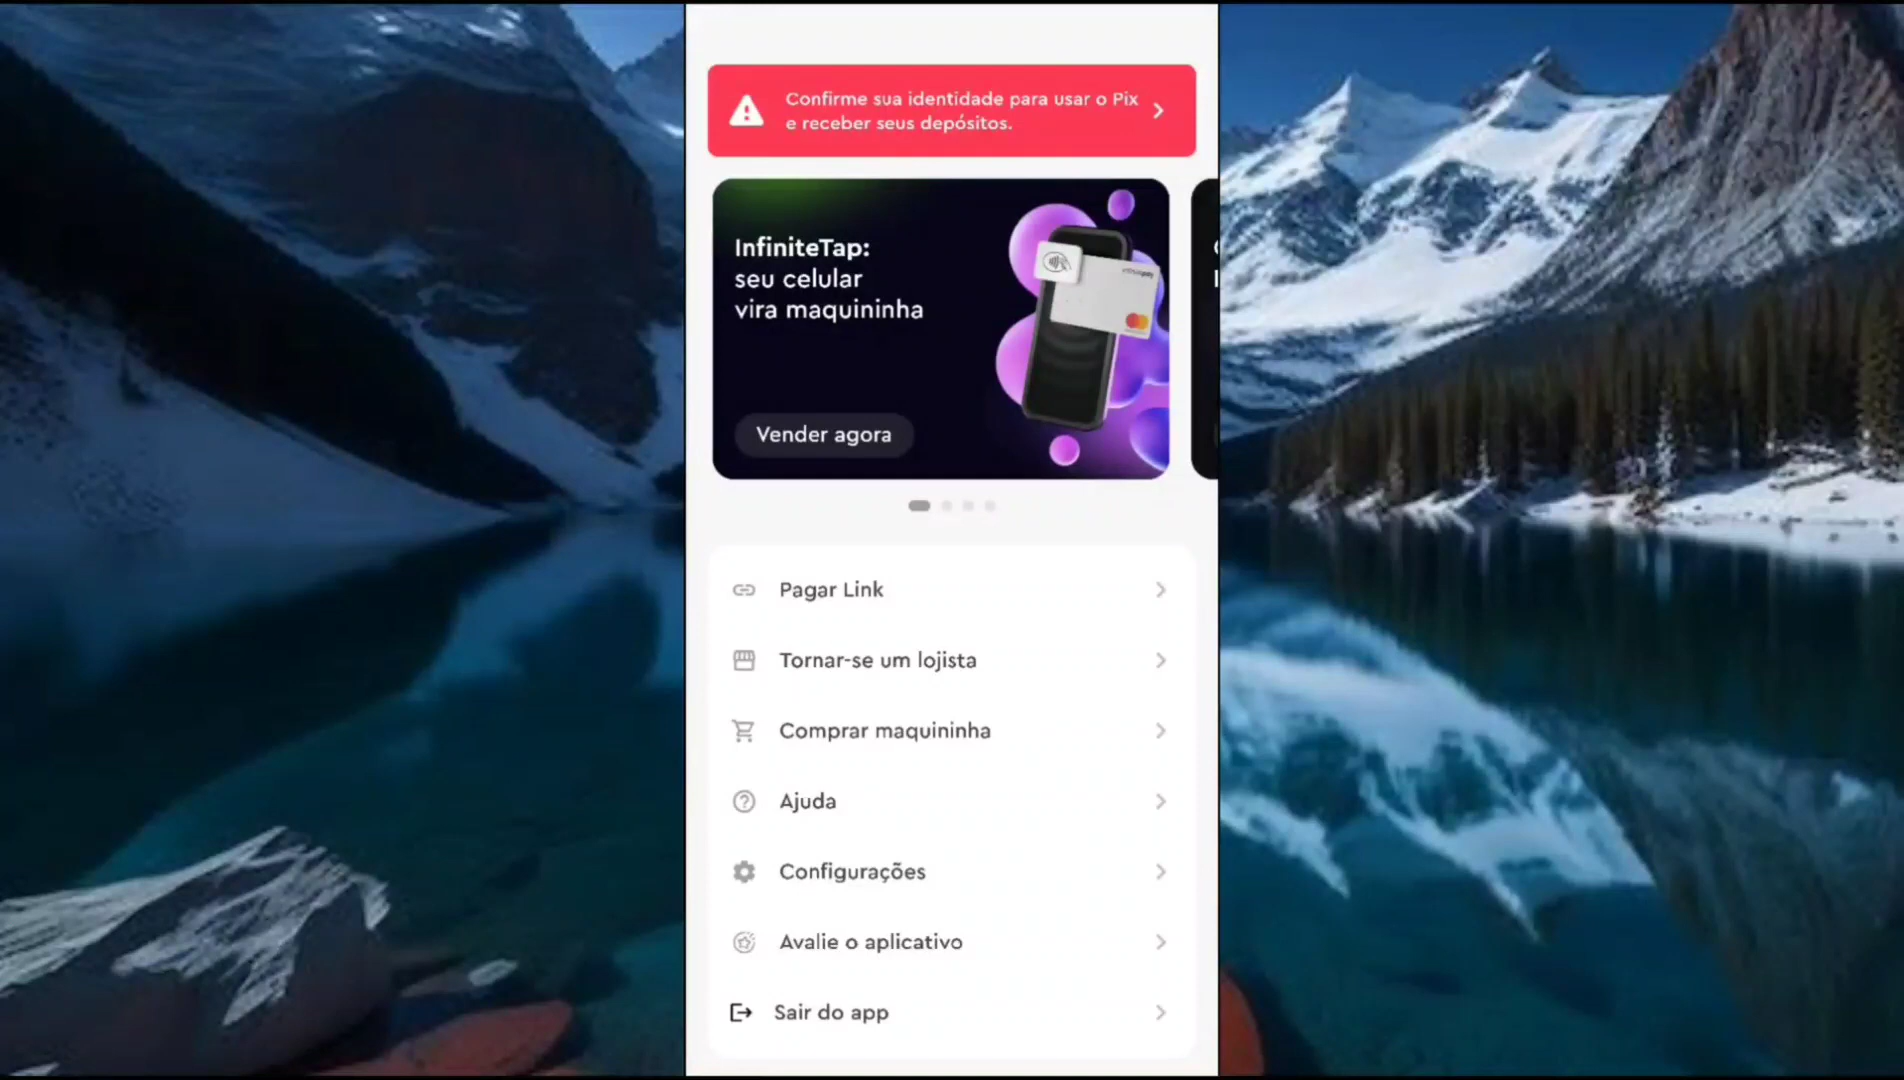 Confirme sua identidade para usar o Pix
e receber seus depósitos.
InfiniteTap:
seu celular
vira maquininha
Vender agora
Pagar Link
Tornar-se um lojista
Comprar maquininha
Ajuda
Configurações
Avalie o aplicativo
Sair do app